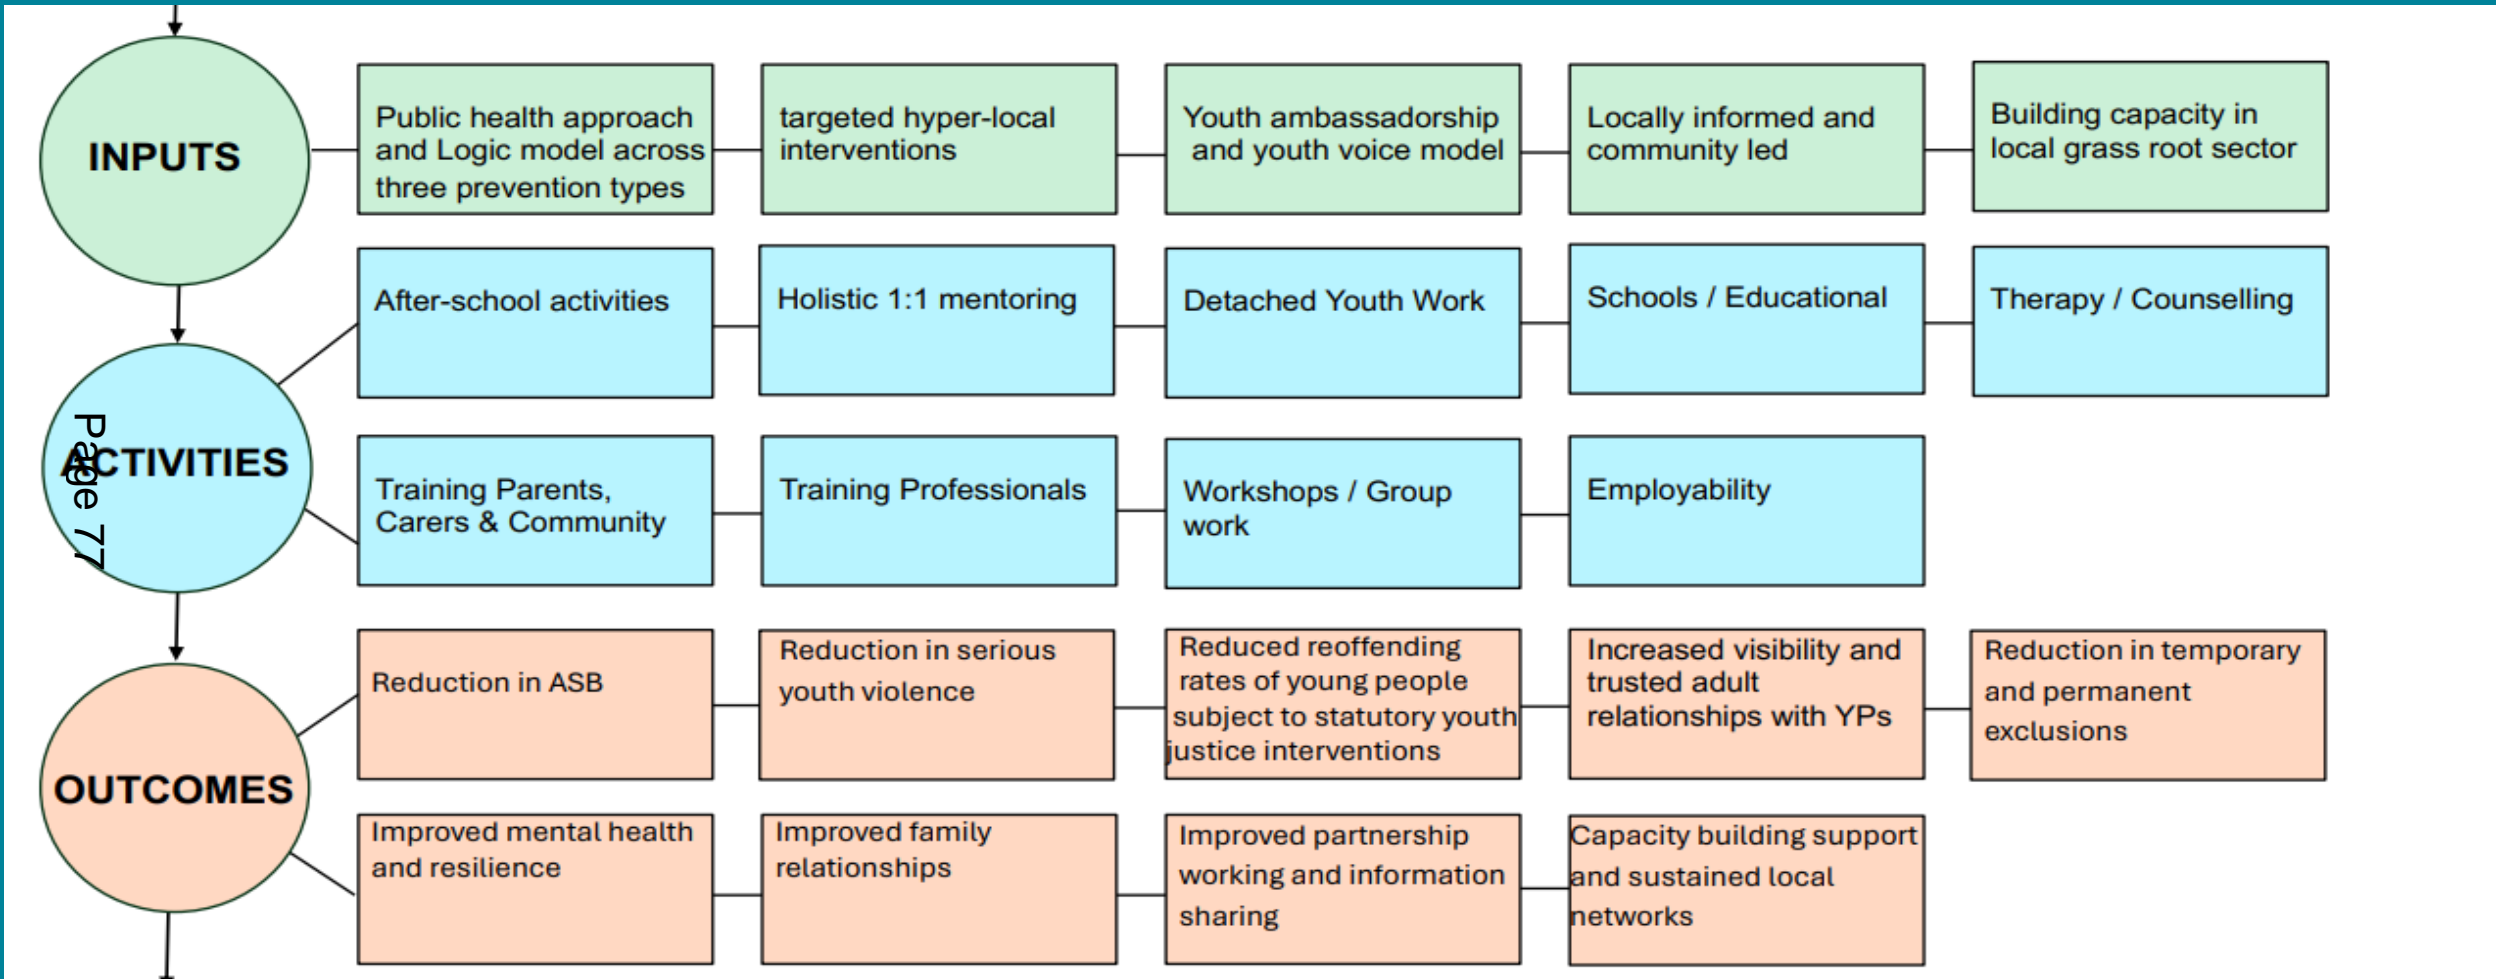 INPUTS
Public health approach
and Logic model across
three prevention types
targeted hyper-local
interventions
Youth ambassadorship
and youth voice model
Locally informed and
community led
Building capacity in
local grass root sector
ACTIVITIES
Page 77
After-school activities
Holistic 1:1 mentoring
Detached Youth Work
Schools / Educational
Therapy / Counselling
Training Parents,
Carers & Community
Training Professionals
Workshops / Group
work
Employability
OUTCOMES
Reduction in ASB
Reduction in serious
youth violence
Reduced reoffending
rates of young people
subject to statutory youth
justice interventions
Increased visibility and
trusted adult
relationships with YPs
Reduction in temporary
and permanent
exclusions
Improved mental health
and resilience
Improved family
relationships
Improved partnership
working and information
sharing
Capacity building support
and sustained local
networks